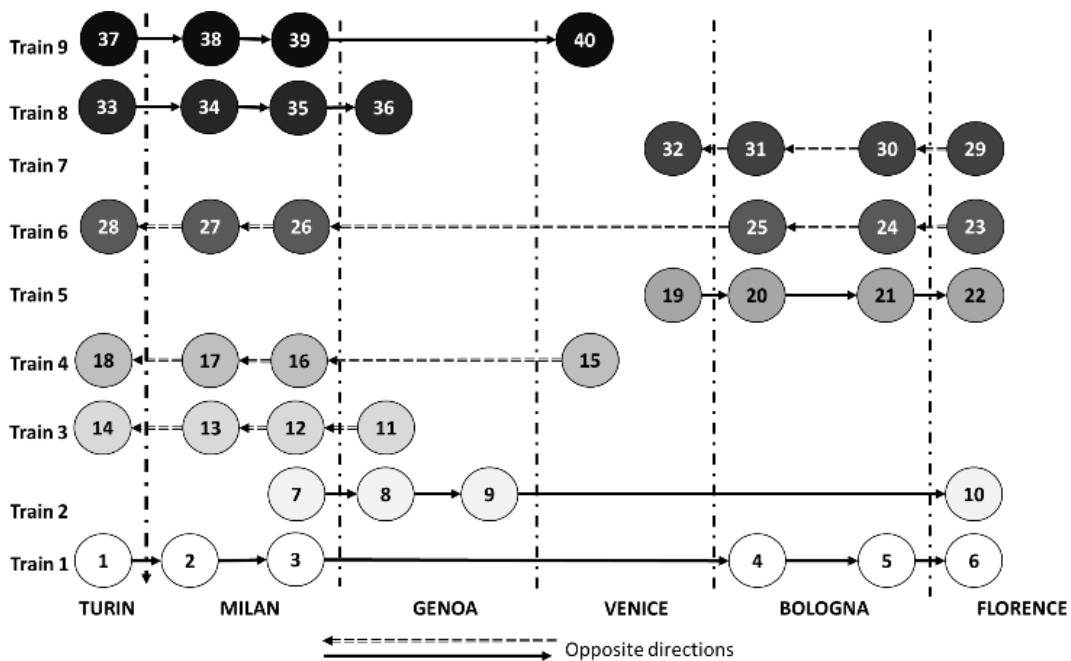 Train 9 37 38 39 40
Train 8 33 34 35 36
Train 7 32 31 30 29
Train 6 28 27 26 25 24 23
Train 5 19 20 21 22
Train 4 18 17 16 15
Train 3 14 13 12 11
Train 2 7 8 9 10
Train 1 1 2 3 4 5 6
TURIN MILAN GENOA VENICE BOLOGNA FLORENCE
Opposite directions